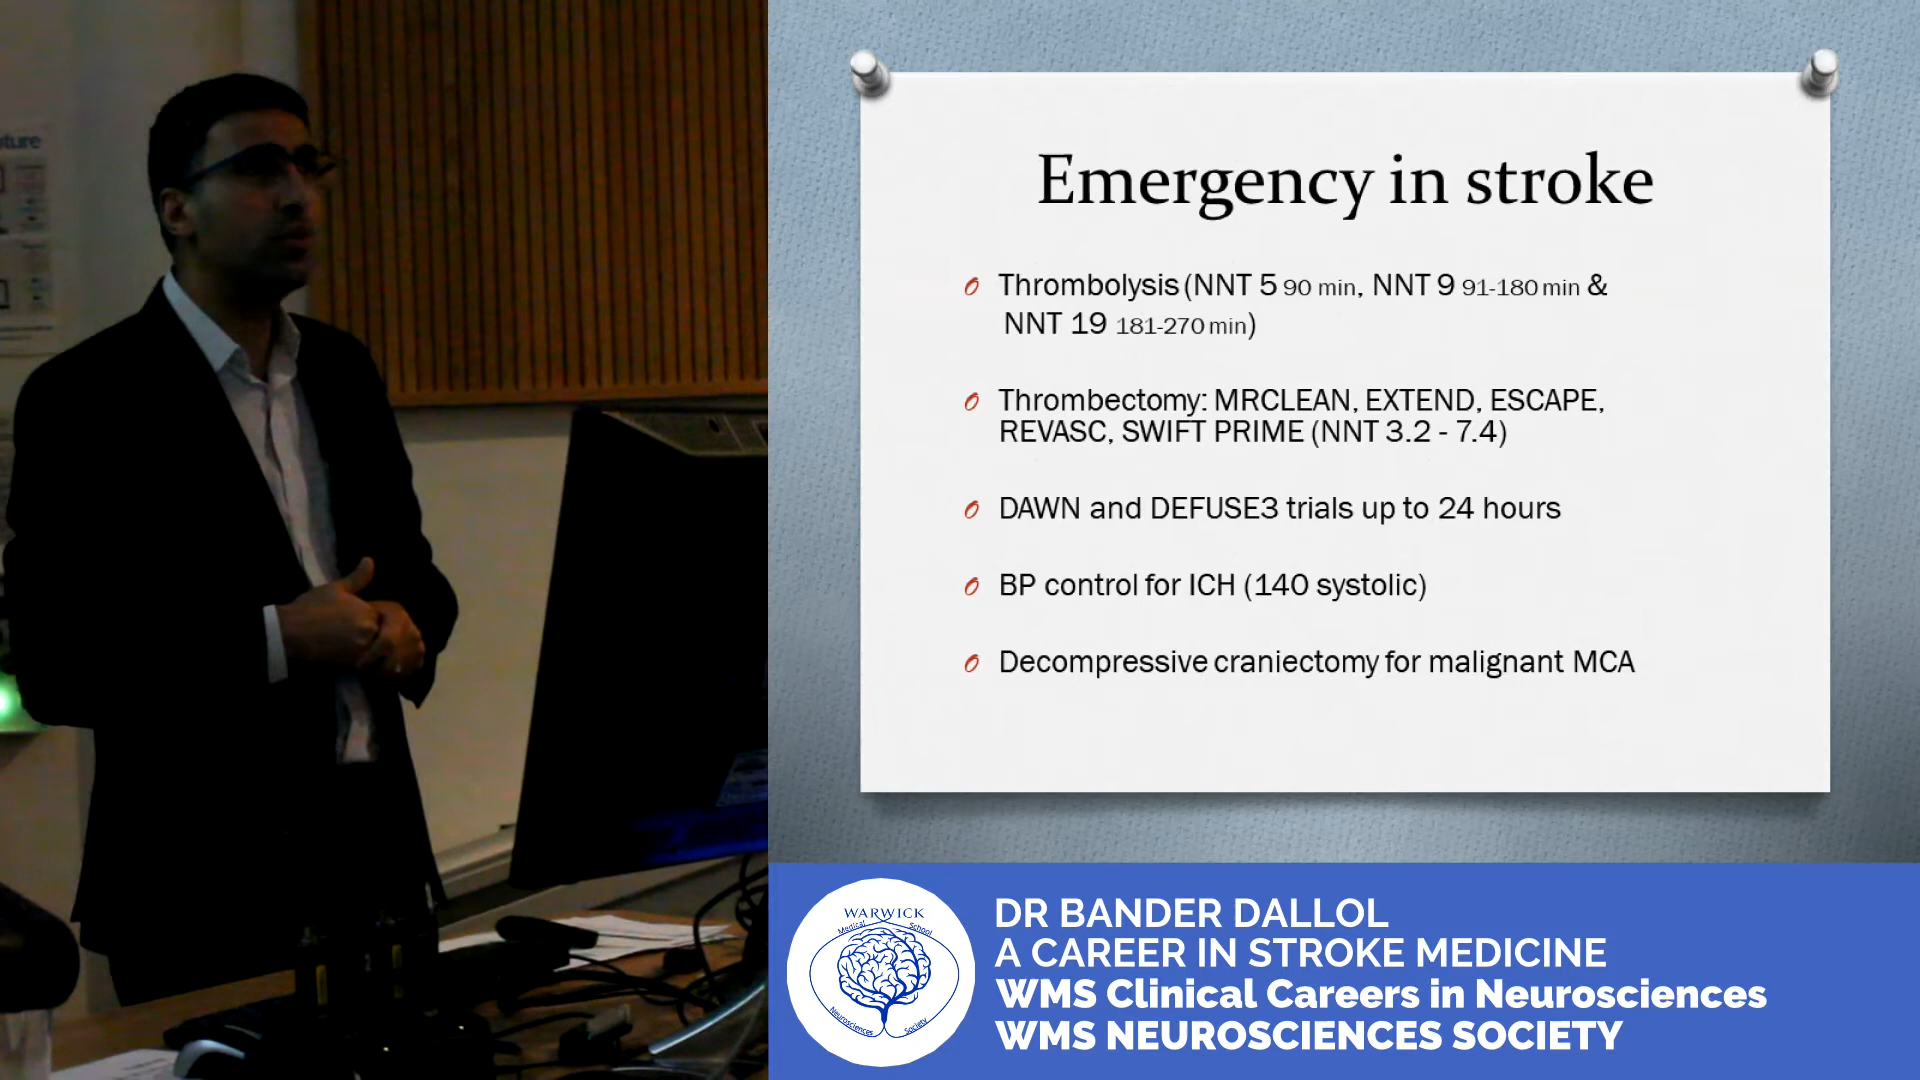 ture
Emergency in stroke
Thrombolysis (NNT 5 90 min, NNT 9 91-180 min &
NNT 19 181-270 min)
Thrombectomy: MRCLEAN, EXTEND, ESCAPE,
REVASC, SWIFT PRIME (NNT 3.2 - 7.4)
DAWN and DEFUSE3 trials up to 24 hours
BP control for ICH (140 systolic)
Decompressive craniectomy for malignant MCA
WARWICK
Medical School
Neurosciences Society
DR BANDER DALLOL
A CAREER IN STROKE MEDICINE
WMS Clinical Careers in Neurosciences
WMS NEUROSCIENCES SOCIETY